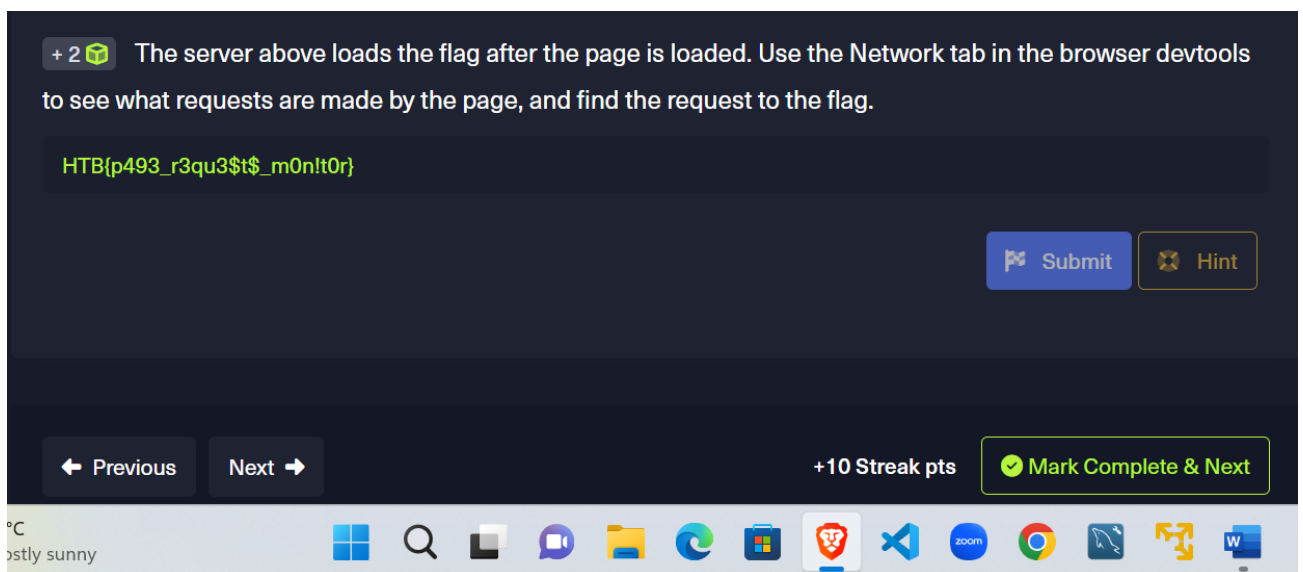 + 2 The server above loads the flag after the page is loaded. Use the Network tab in the browser devtools
to see what requests are made by the page, and find the request to the flag.
HTB{p493_r3qu3$t$_m0n!t0r}
Submit Hint
Previous Next +10 Streak pts Mark Complete & Next
°C
ostly sunny
zoom W